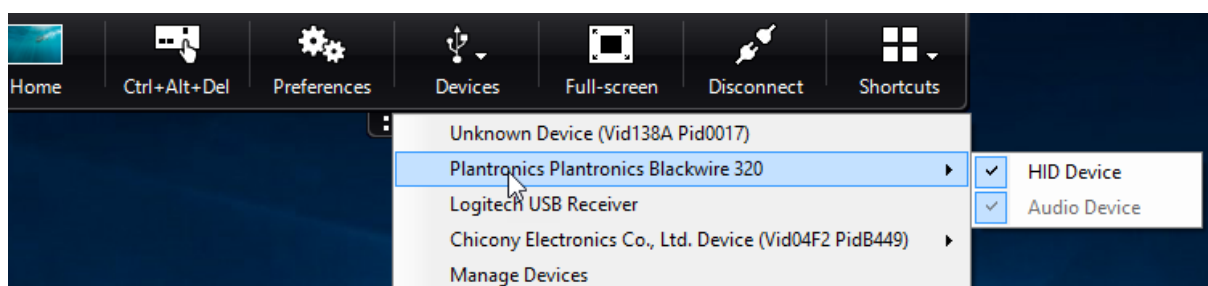 Home
Ctrl+Alt+Del
Preferences
Devices
Full-screen
Disconnect
Shortcuts
Unknown Device (Vid138A Pid0017)
Plantronics Plantronics Blackwire 320
HID Device
Logitech USB Receiver
Audio Device
Chicony Electronics Co., Ltd. Device (Vid04F2 PidB449)
Manage Devices